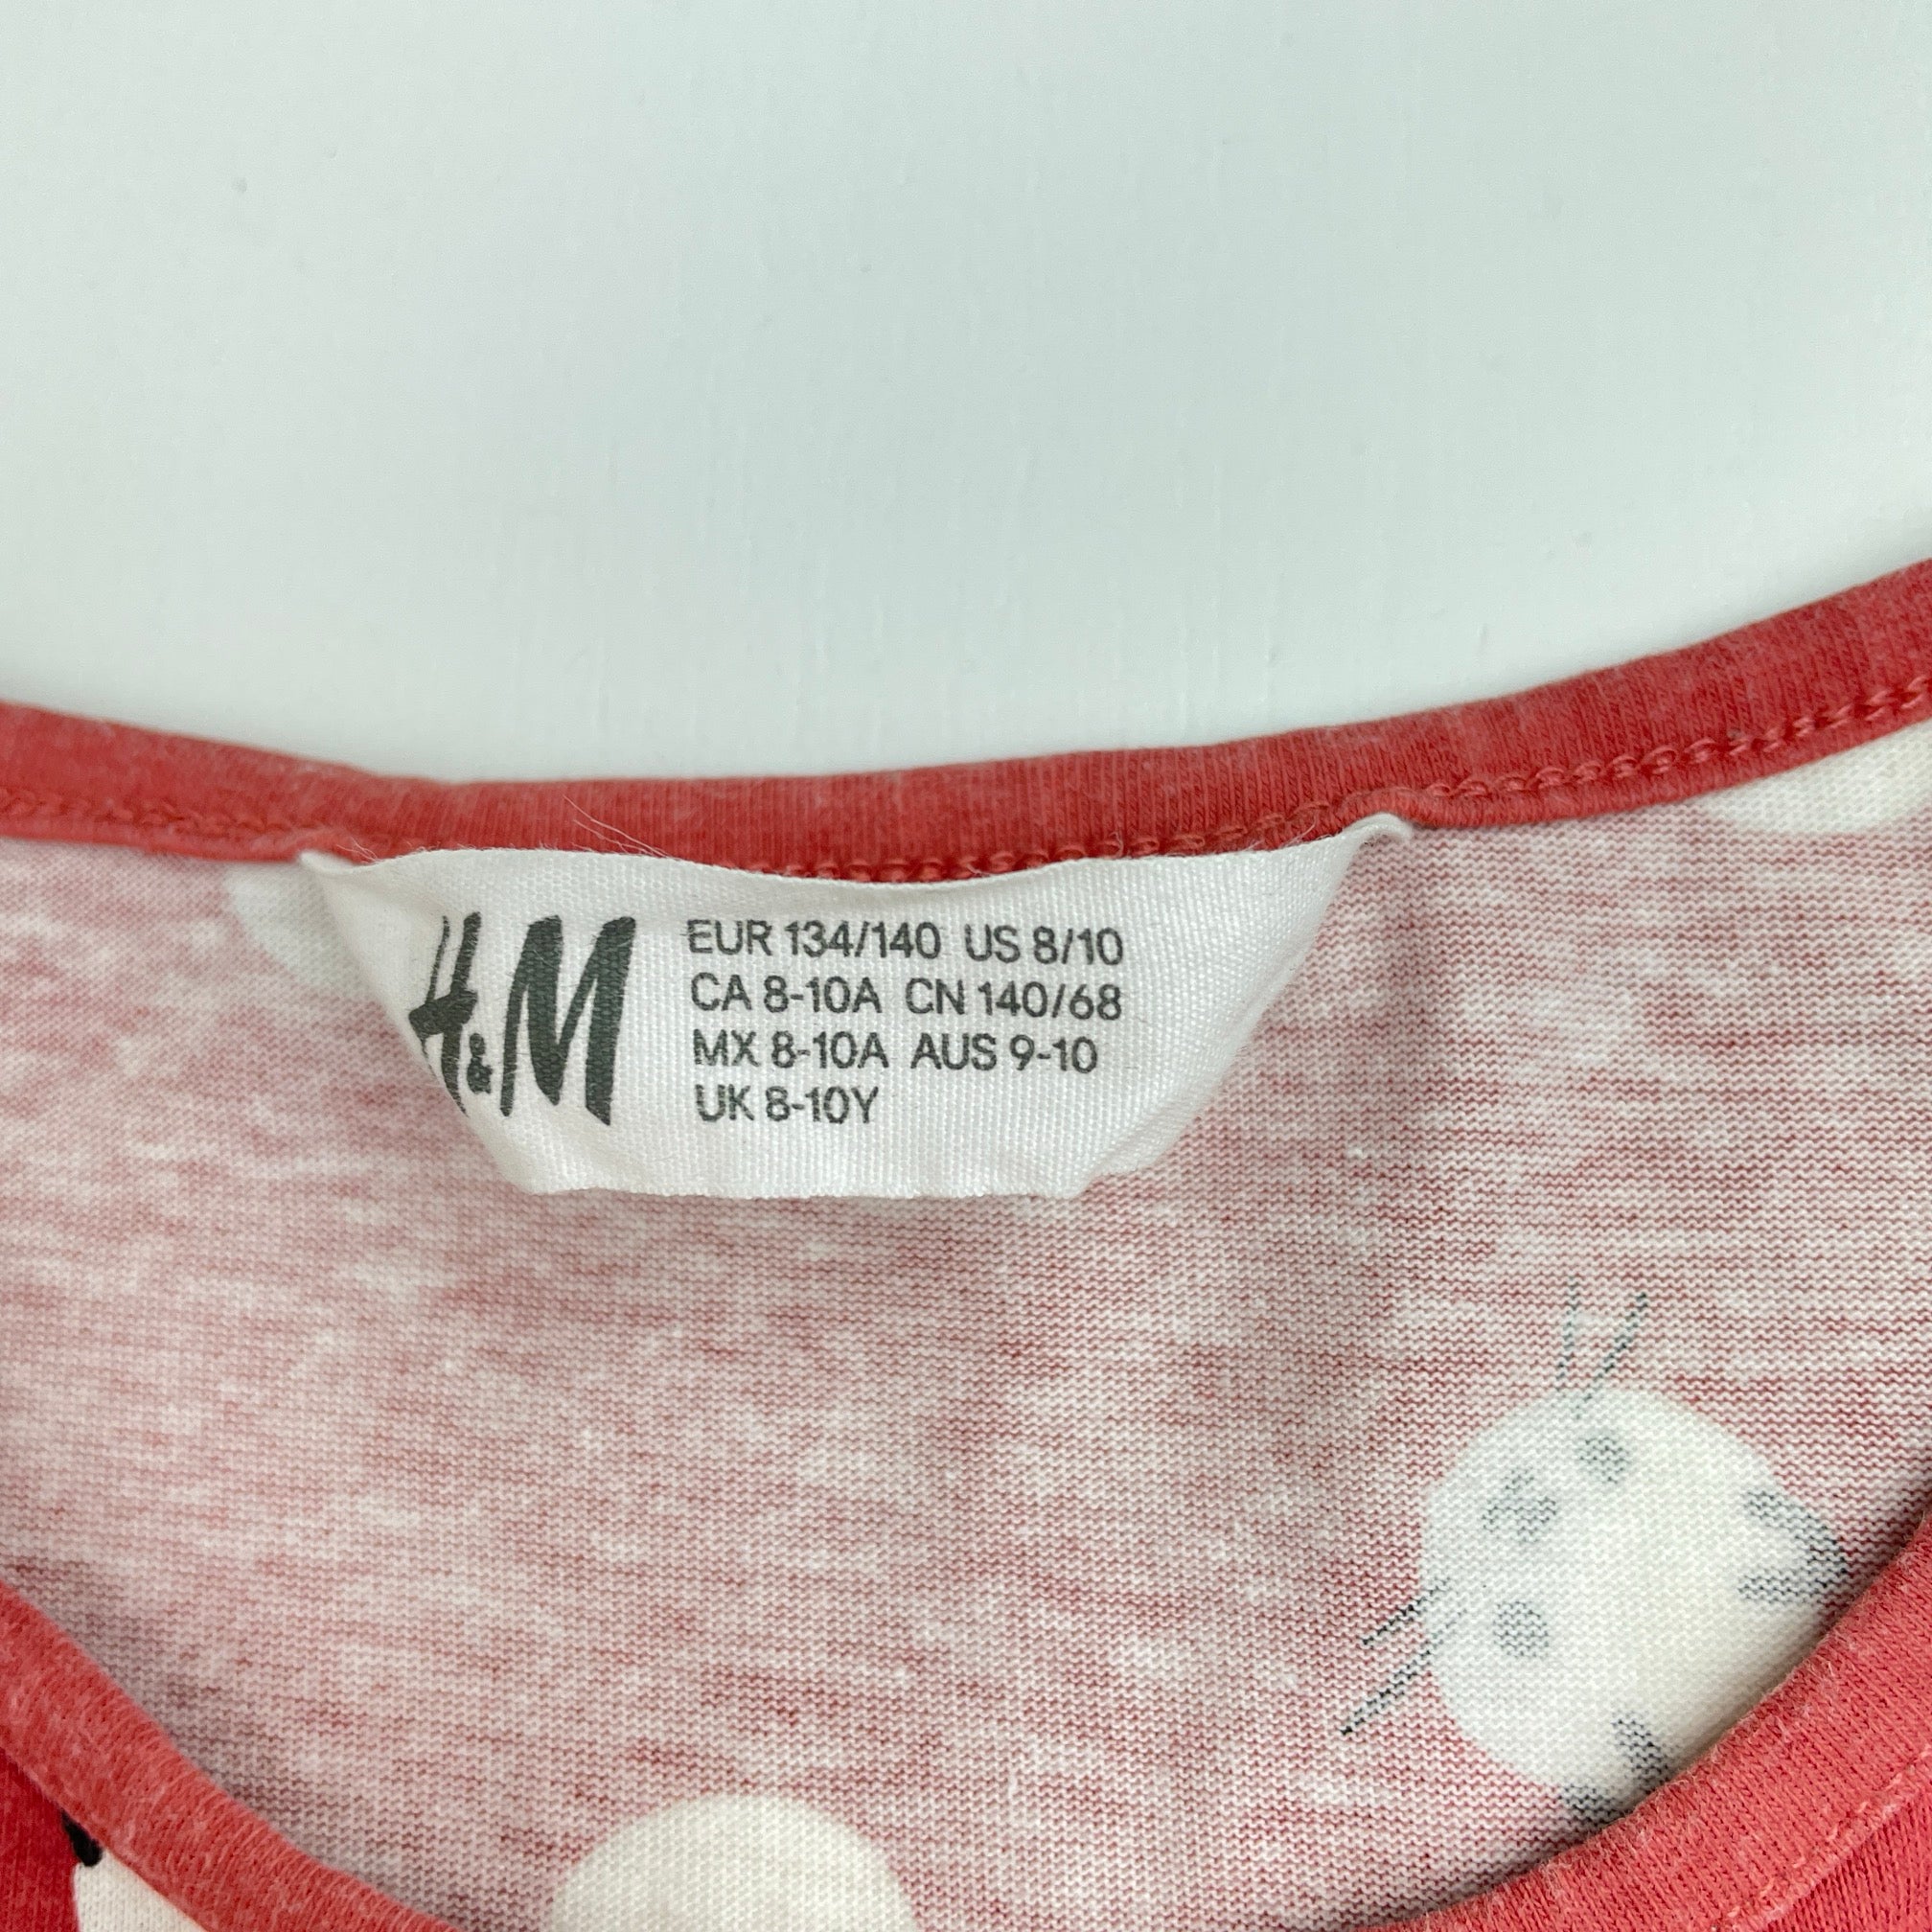 H&M
EUR 134/140 US 8/10
CA 8-10A CN 140/68
MX 8-10A AUS 9-10
UK 8-10Y